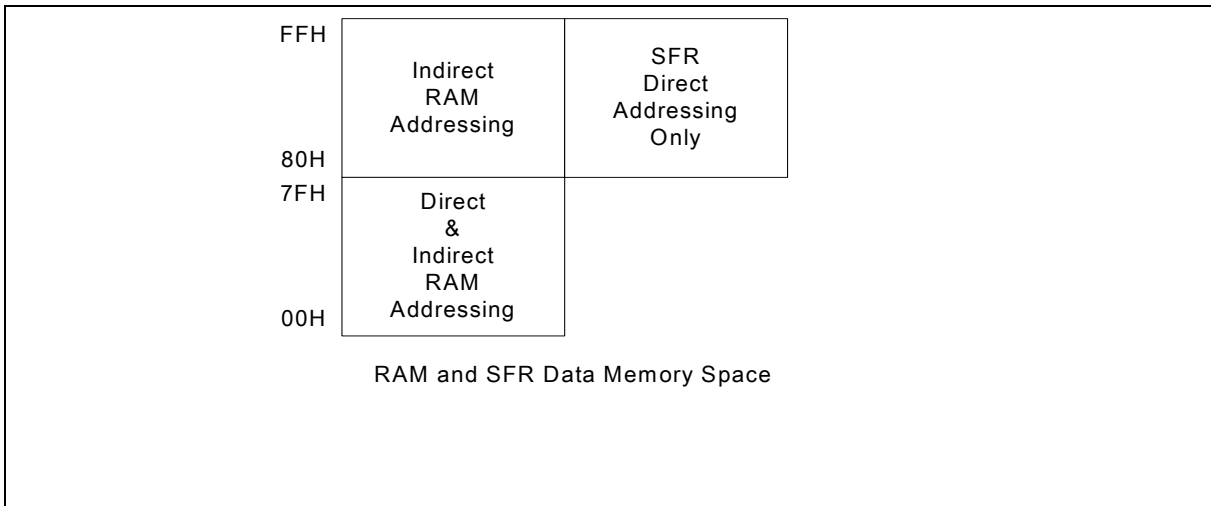 FFH
Indirect
RAM
Addressing
SFR
Direct
Addressing
Only
80H
7FH
Direct
&
Indirect
RAM
Addressing
00H
RAM and SFR Data Memory Space